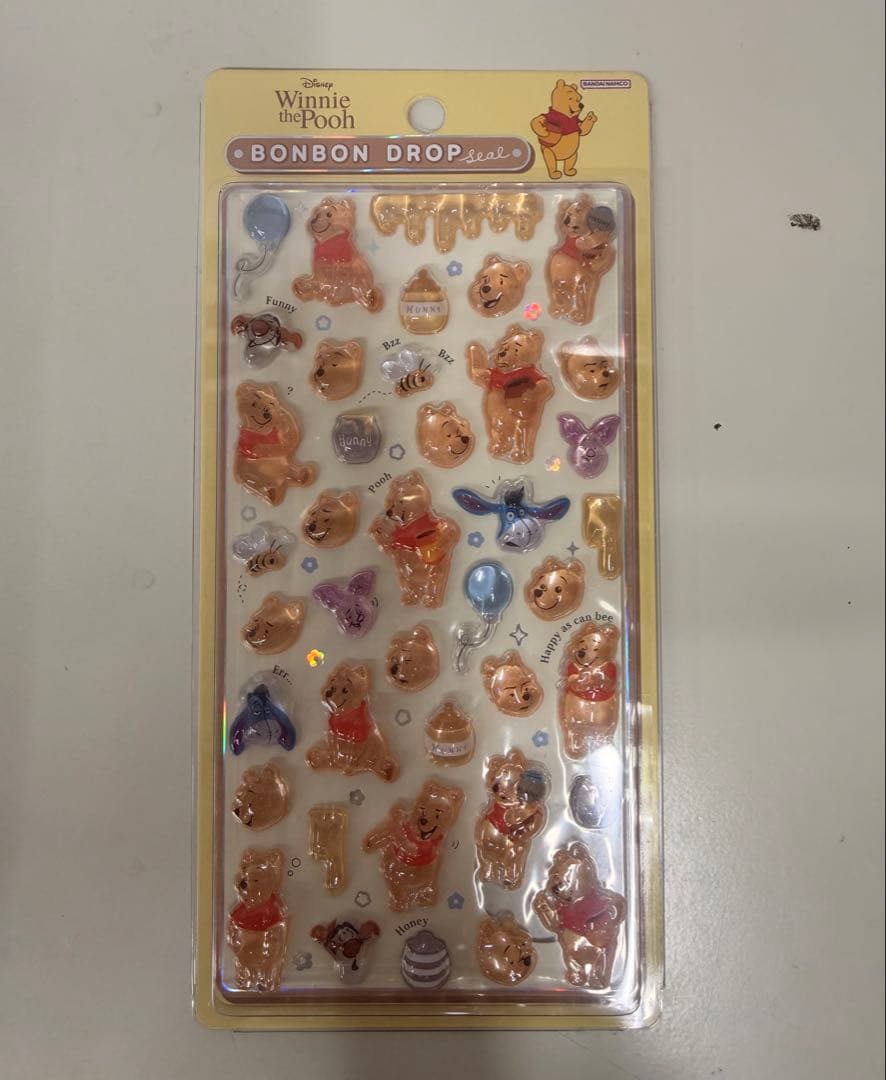 Disney
Winnie
the Pooh
BANDAI NAMCO
BONBON DROP seal
HUNNY
Funny
Bzz
Bzz
?
Hunny
Pooh
Happy as can bee
Err...
HUNNY
Honey